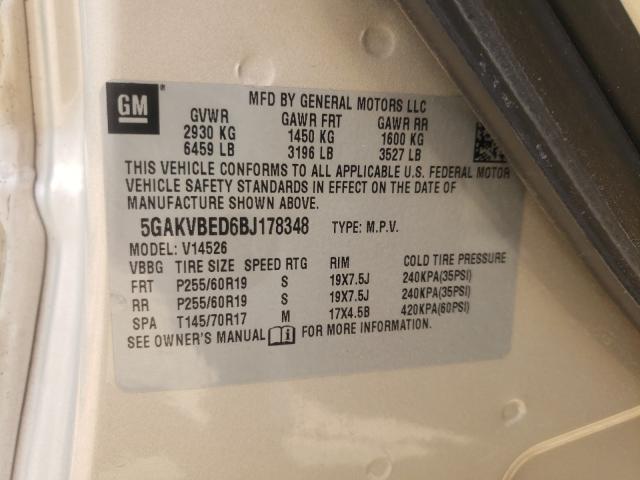 GM
MFD BY GENERAL MOTORS LLC
GVWR GAWR FRT GAWR RR
2930 KG 1450 KG 1600 KG
6459 LB 3196 LB 3527 LB
THIS VEHICLE CONFORMS TO ALL APPLICABLE U.S. FEDERAL MOTOR
VEHICLE SAFETY STANDARDS IN EFFECT ON THE DATE OF
MANUFACTURE SHOWN ABOVE.
5GAKVBED6BJ178348 TYPE: M.P.V.
MODEL: V14526
VBBG TIRE SIZE SPEED RTG RIM COLD TIRE PRESSURE
FRT P255/60R19 S 19X7.5J 240KPA(35PSI)
RR P255/60R19 S 19X7.5J 240KPA(35PSI)
SPA T145/70R17 M 17X4.5B 420KPA(60PSI)
SEE OWNER'S MANUAL FOR MORE INFORMATION.